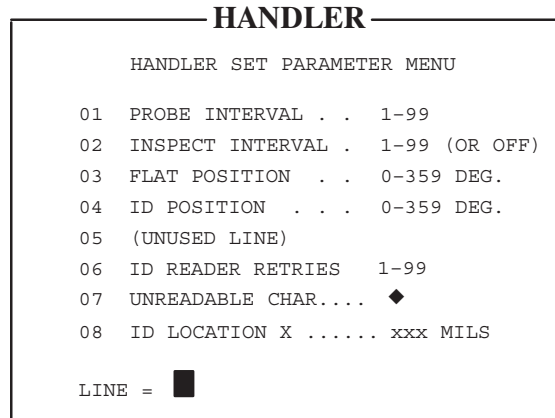 HANDLER
HANDLER SET PARAMETER MENU
01 PROBE INTERVAL . . 1–99
02 INSPECT INTERVAL . 1–99 (OR OFF)
03 FLAT POSITION . . 0–359 DEG.
04 ID POSITION . . . 0–359 DEG.
05 (UNUSED LINE)
06 ID READER RETRIES 1–99
07 UNREADABLE CHAR.... ◆
08 ID LOCATION X ...... xxx MILS
LINE = █